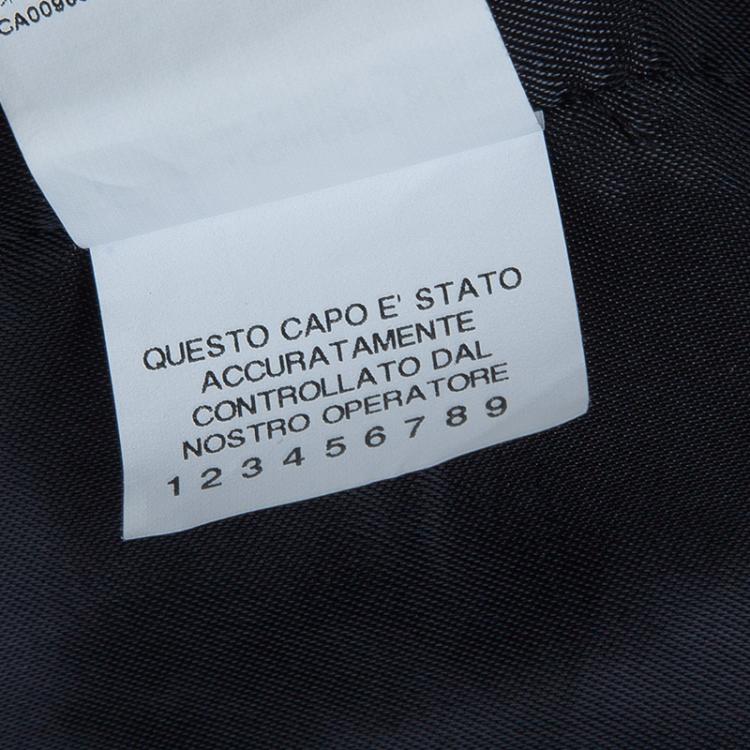 QUESTO CAPO E' STATO
ACCURATAMENTE
CONTROLLATO DAL
NOSTRO OPERATORE
1 2 3 4 5 6 7 8 9